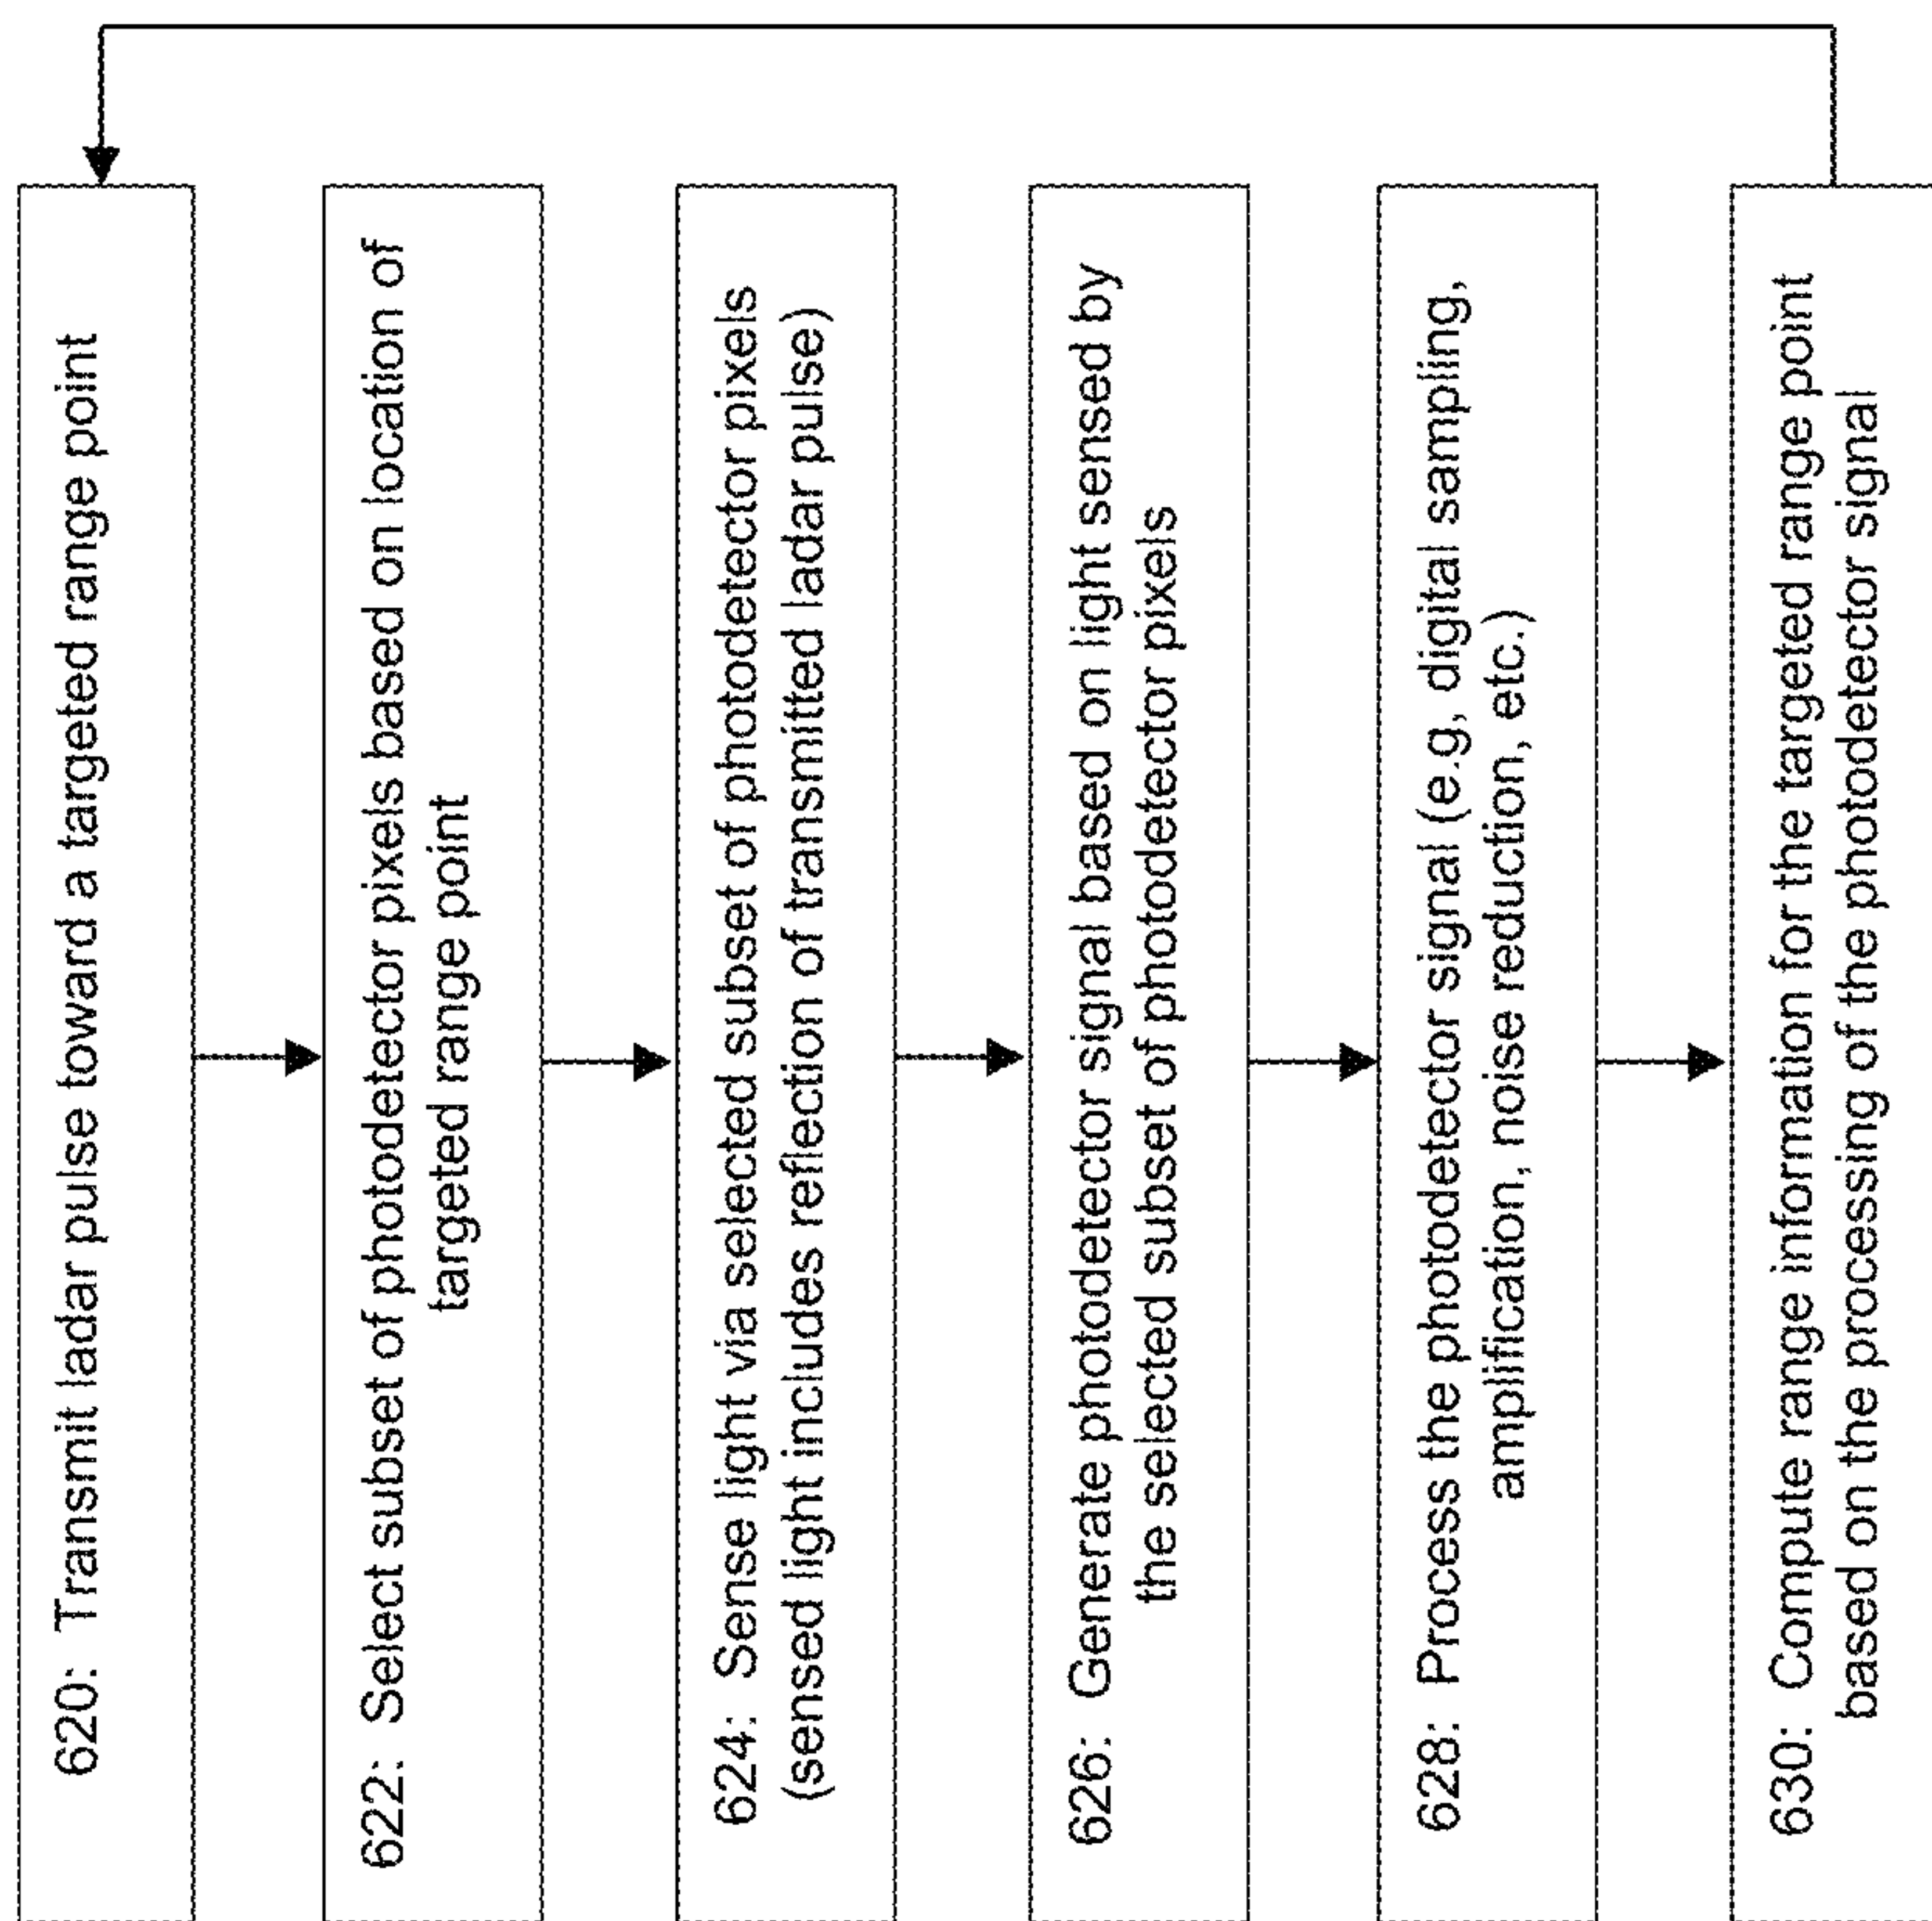 620: Transmit ladar pulse toward a targeted range point
622: Select subset of photodetector pixels based on location of
targeted range point
624: Sense light via selected subset of photodetector pixels
(sensed light includes reflection of transmitted ladar pulse)
626: Generate photodetector signal based on light sensed by
the selected subset of photodetector pixels
628: Process the photodetector signal (e.g, digital sampling,
amplification, noise reduction, etc.)
630: Compute range information for the targeted range point
based on the processing of the photodetector signal